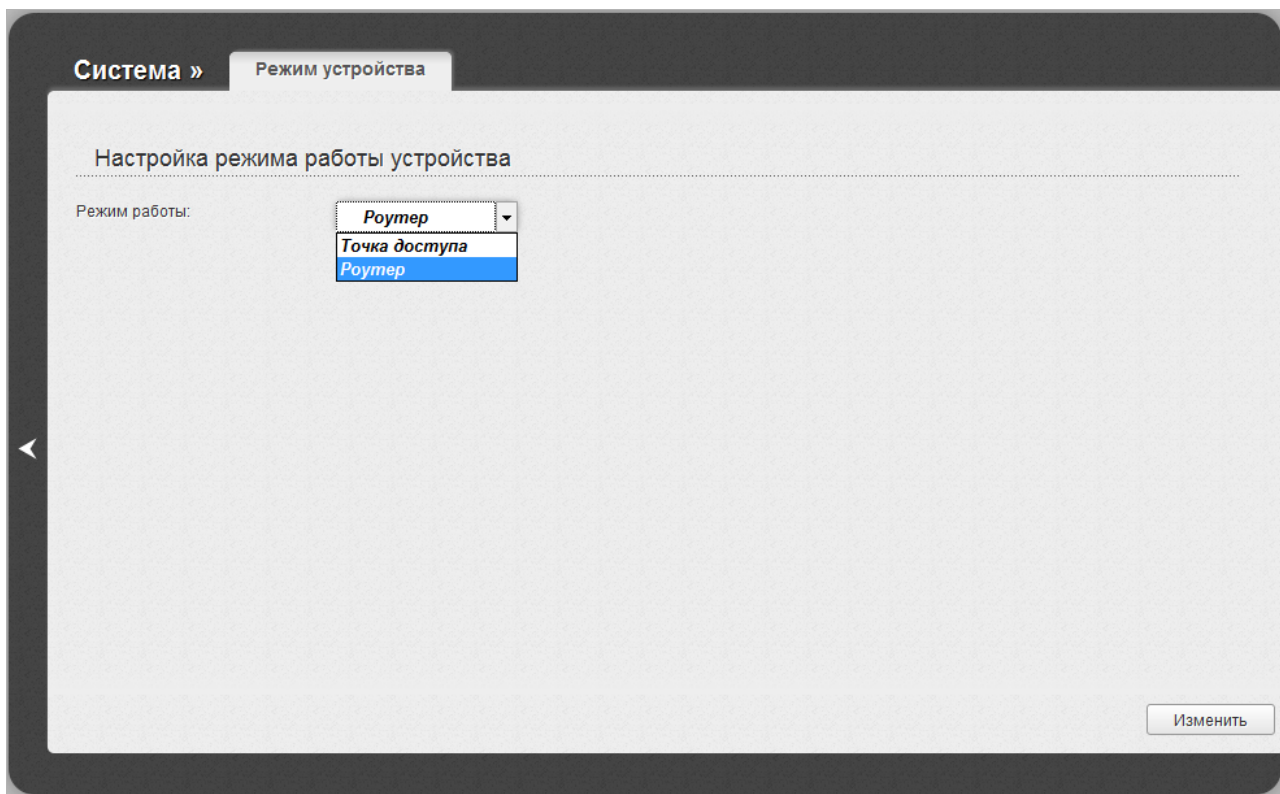 Система »
Режим устройства
Настройка режима работы устройства
Режим работы:
Роутер
Точка доступа
Роутер
Изменить